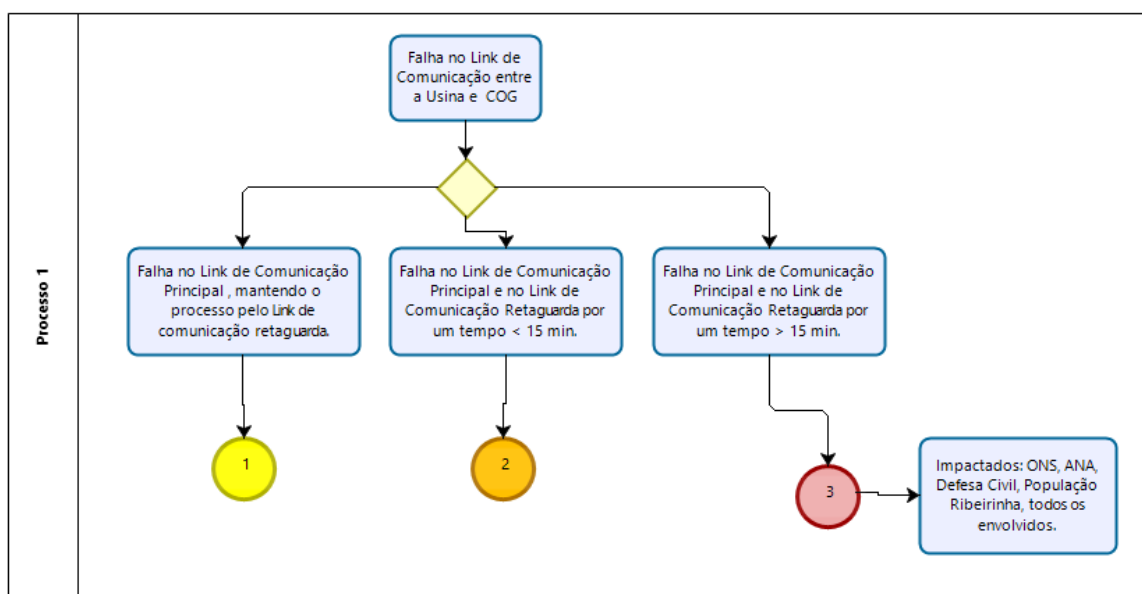 Processo 1
Falha no Link de
Comunicação entre
a Usina e COG
Falha no Link de Comunicação
Principal , mantendo o
processo pelo Link de
comunicação retaguarda.
Falha no Link de Comunicação
Principal e no Link de
Comunicação Retaguarda por
um tempo < 15 min.
Falha no Link de Comunicação
Principal e no Link de
Comunicação Retaguarda por
um tempo > 15 min.
1
2
3
Impactados: ONS, ANA,
Defesa Civil, População
Ribeirinha, todos os
envolvidos.